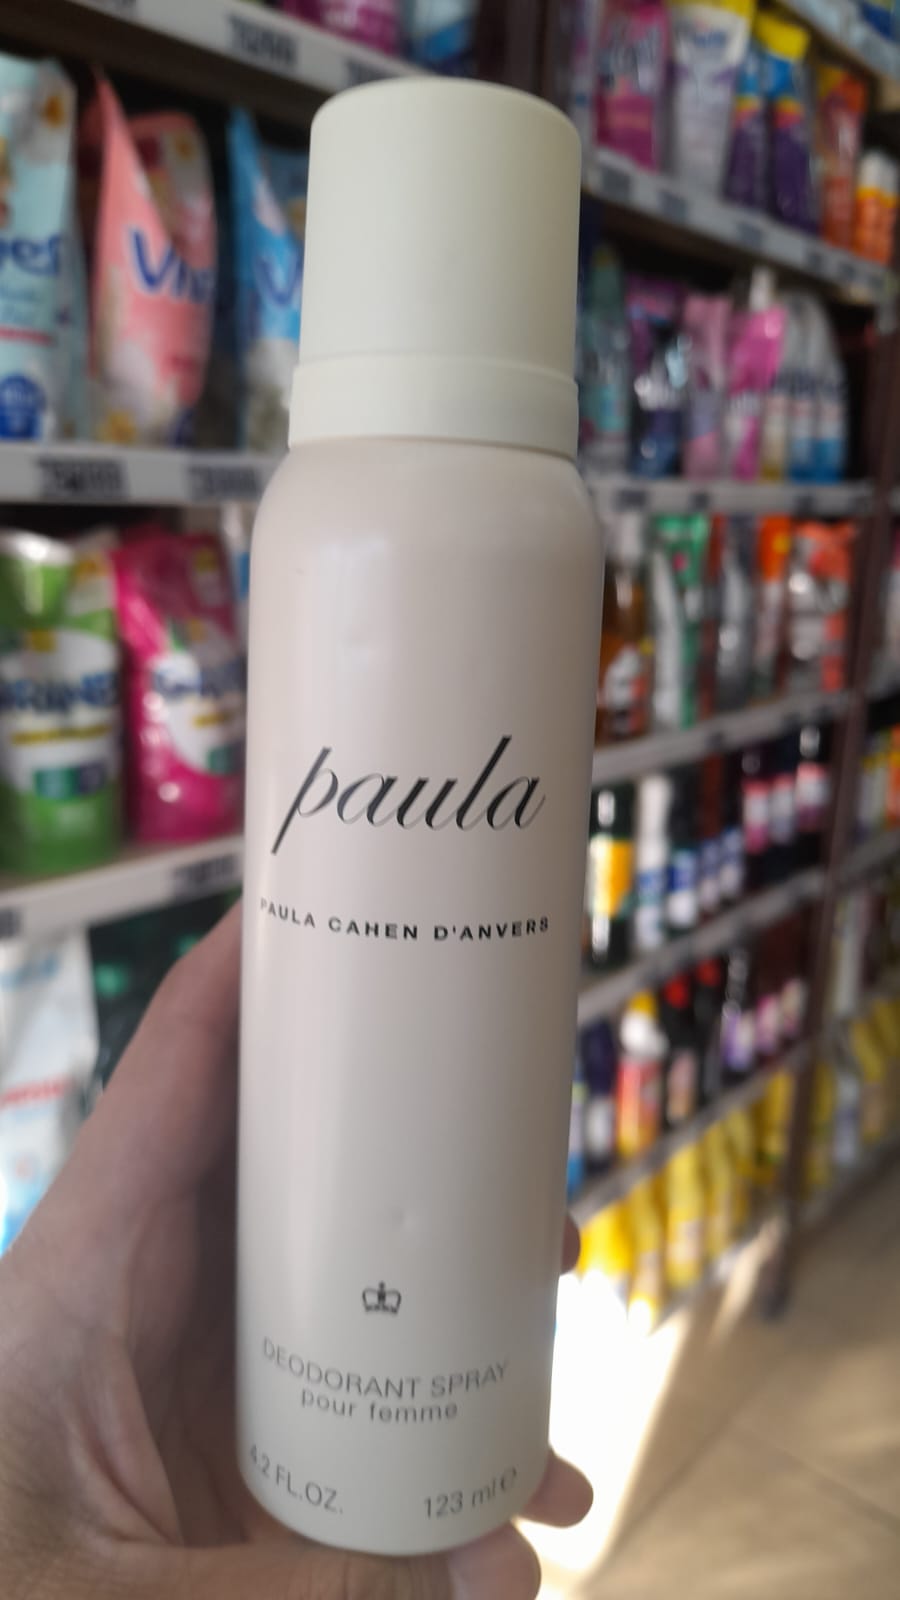 paula
PAULA CAHEN D'ANVERS
DEODORANT SPRAY
pour femme
4.2 FL.OZ.
123 ml ℮